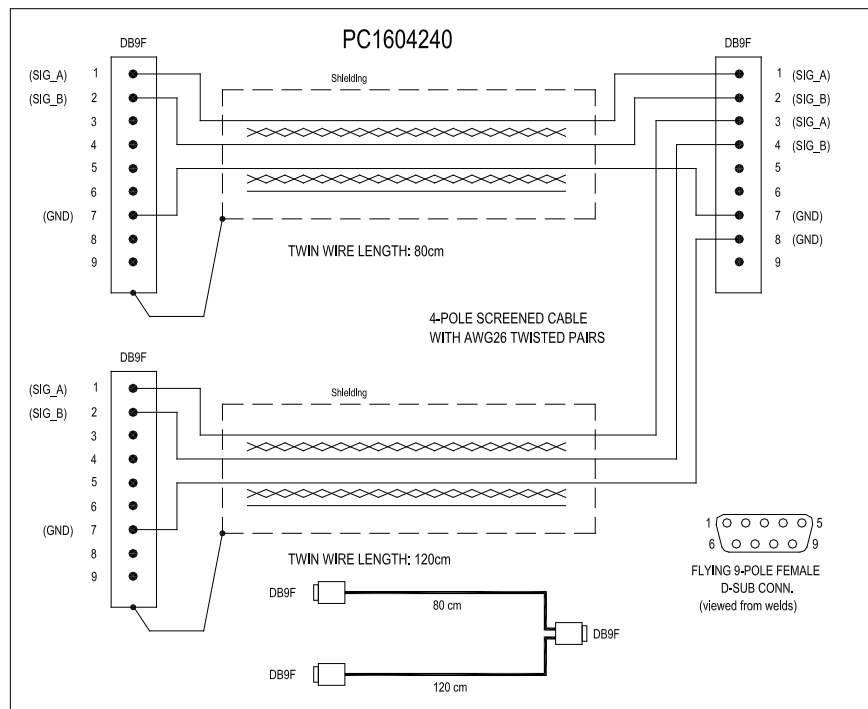 PC1604240
DB9F
(SIG_A) 1
(SIG_B) 2
3
4
5
6
(GND) 7
8
9
Shielding
TWIN WIRE LENGTH: 80cm
DB9F
1 (SIG_A)
2 (SIG_B)
3 (SIG_A)
4 (SIG_B)
5
6
7 (GND)
8 (GND)
9
4-POLE SCREENED CABLE
WITH AWG26 TWISTED PAIRS
DB9F
(SIG_A) 1
(SIG_B) 2
3
4
5
6
(GND) 7
8
9
Shielding
TWIN WIRE LENGTH: 120cm
DB9F
80 cm
DB9F
DB9F
120 cm
1 5
6 9
FLYING 9-POLE FEMALE
D-SUB CONN.
(viewed from welds)